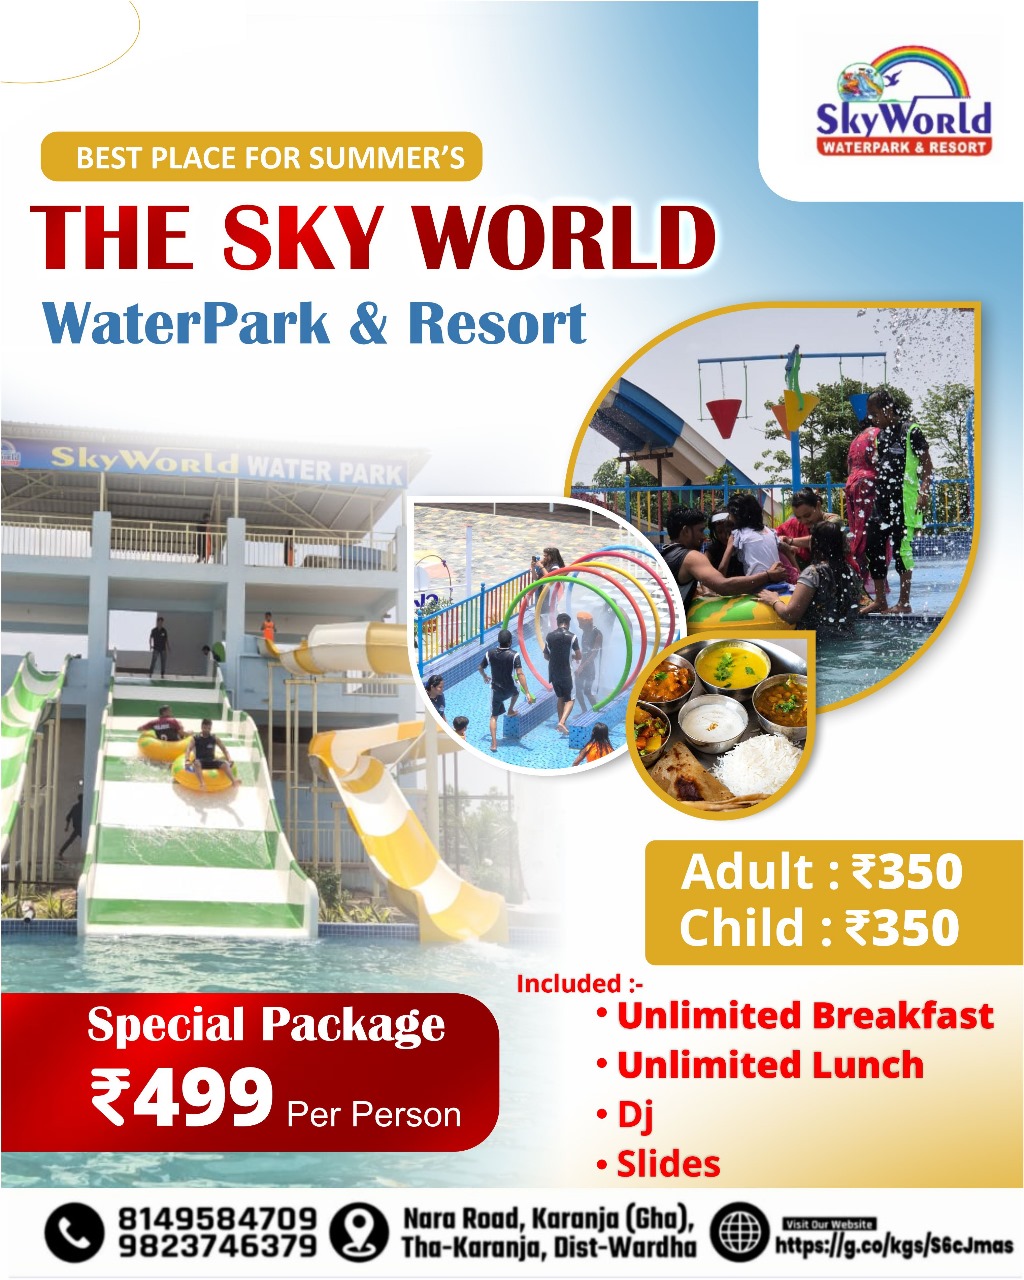 SkyWorld
WATERPARK & RESORT
BEST PLACE FOR SUMMER'S
THE SKY WORLD
WaterPark & Resort
SkyWorld WATER PARK
Adult : ₹350
Child : ₹350
Included :-
• Unlimited Breakfast
• Unlimited Lunch
• Dj
• Slides
Special Package
₹499 Per Person
8149584709
9823746379
Nara Road, Karanja (Gha),
Tha-Karanja, Dist-Wardha
Visit Our Website
https://g.co/kgs/S6cJmas